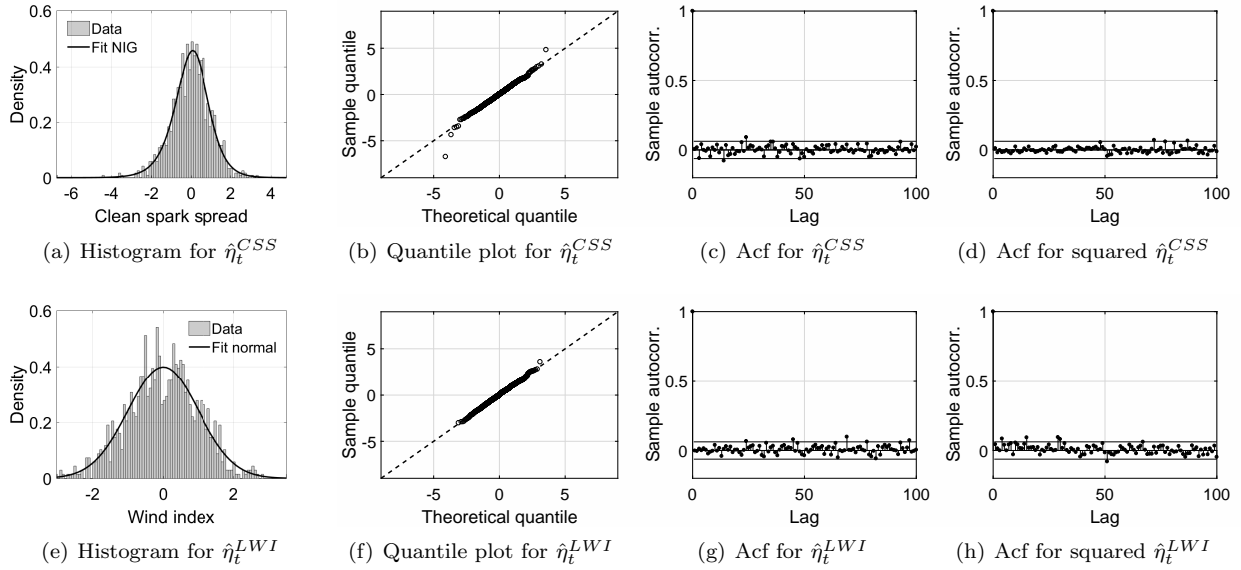 0.6
0.4
0.2
0
Density
Data
Fit NIG
-6 -4 -2 0 2 4
Clean spark spread
(a) Histogram for η̂_t^{CSS}
5
0
-5
Sample quantile
-5 0 5
Theoretical quantile
(b) Quantile plot for η̂_t^{CSS}
1
0.5
0
Sample autocorr.
0 50 100
Lag
(c) Acf for η̂_t^{CSS}
1
0.5
0
Sample autocorr.
0 50 100
Lag
(d) Acf for squared η̂_t^{CSS}
0.6
0.4
0.2
0
Density
Data
Fit normal
-2 0 2
Wind index
(e) Histogram for η̂_t^{LWI}
5
0
-5
Sample quantile
-5 0 5
Theoretical quantile
(f) Quantile plot for η̂_t^{LWI}
1
0.5
0
Sample autocorr.
0 50 100
Lag
(g) Acf for η̂_t^{LWI}
1
0.5
0
Sample autocorr.
0 50 100
Lag
(h) Acf for squared η̂_t^{LWI}